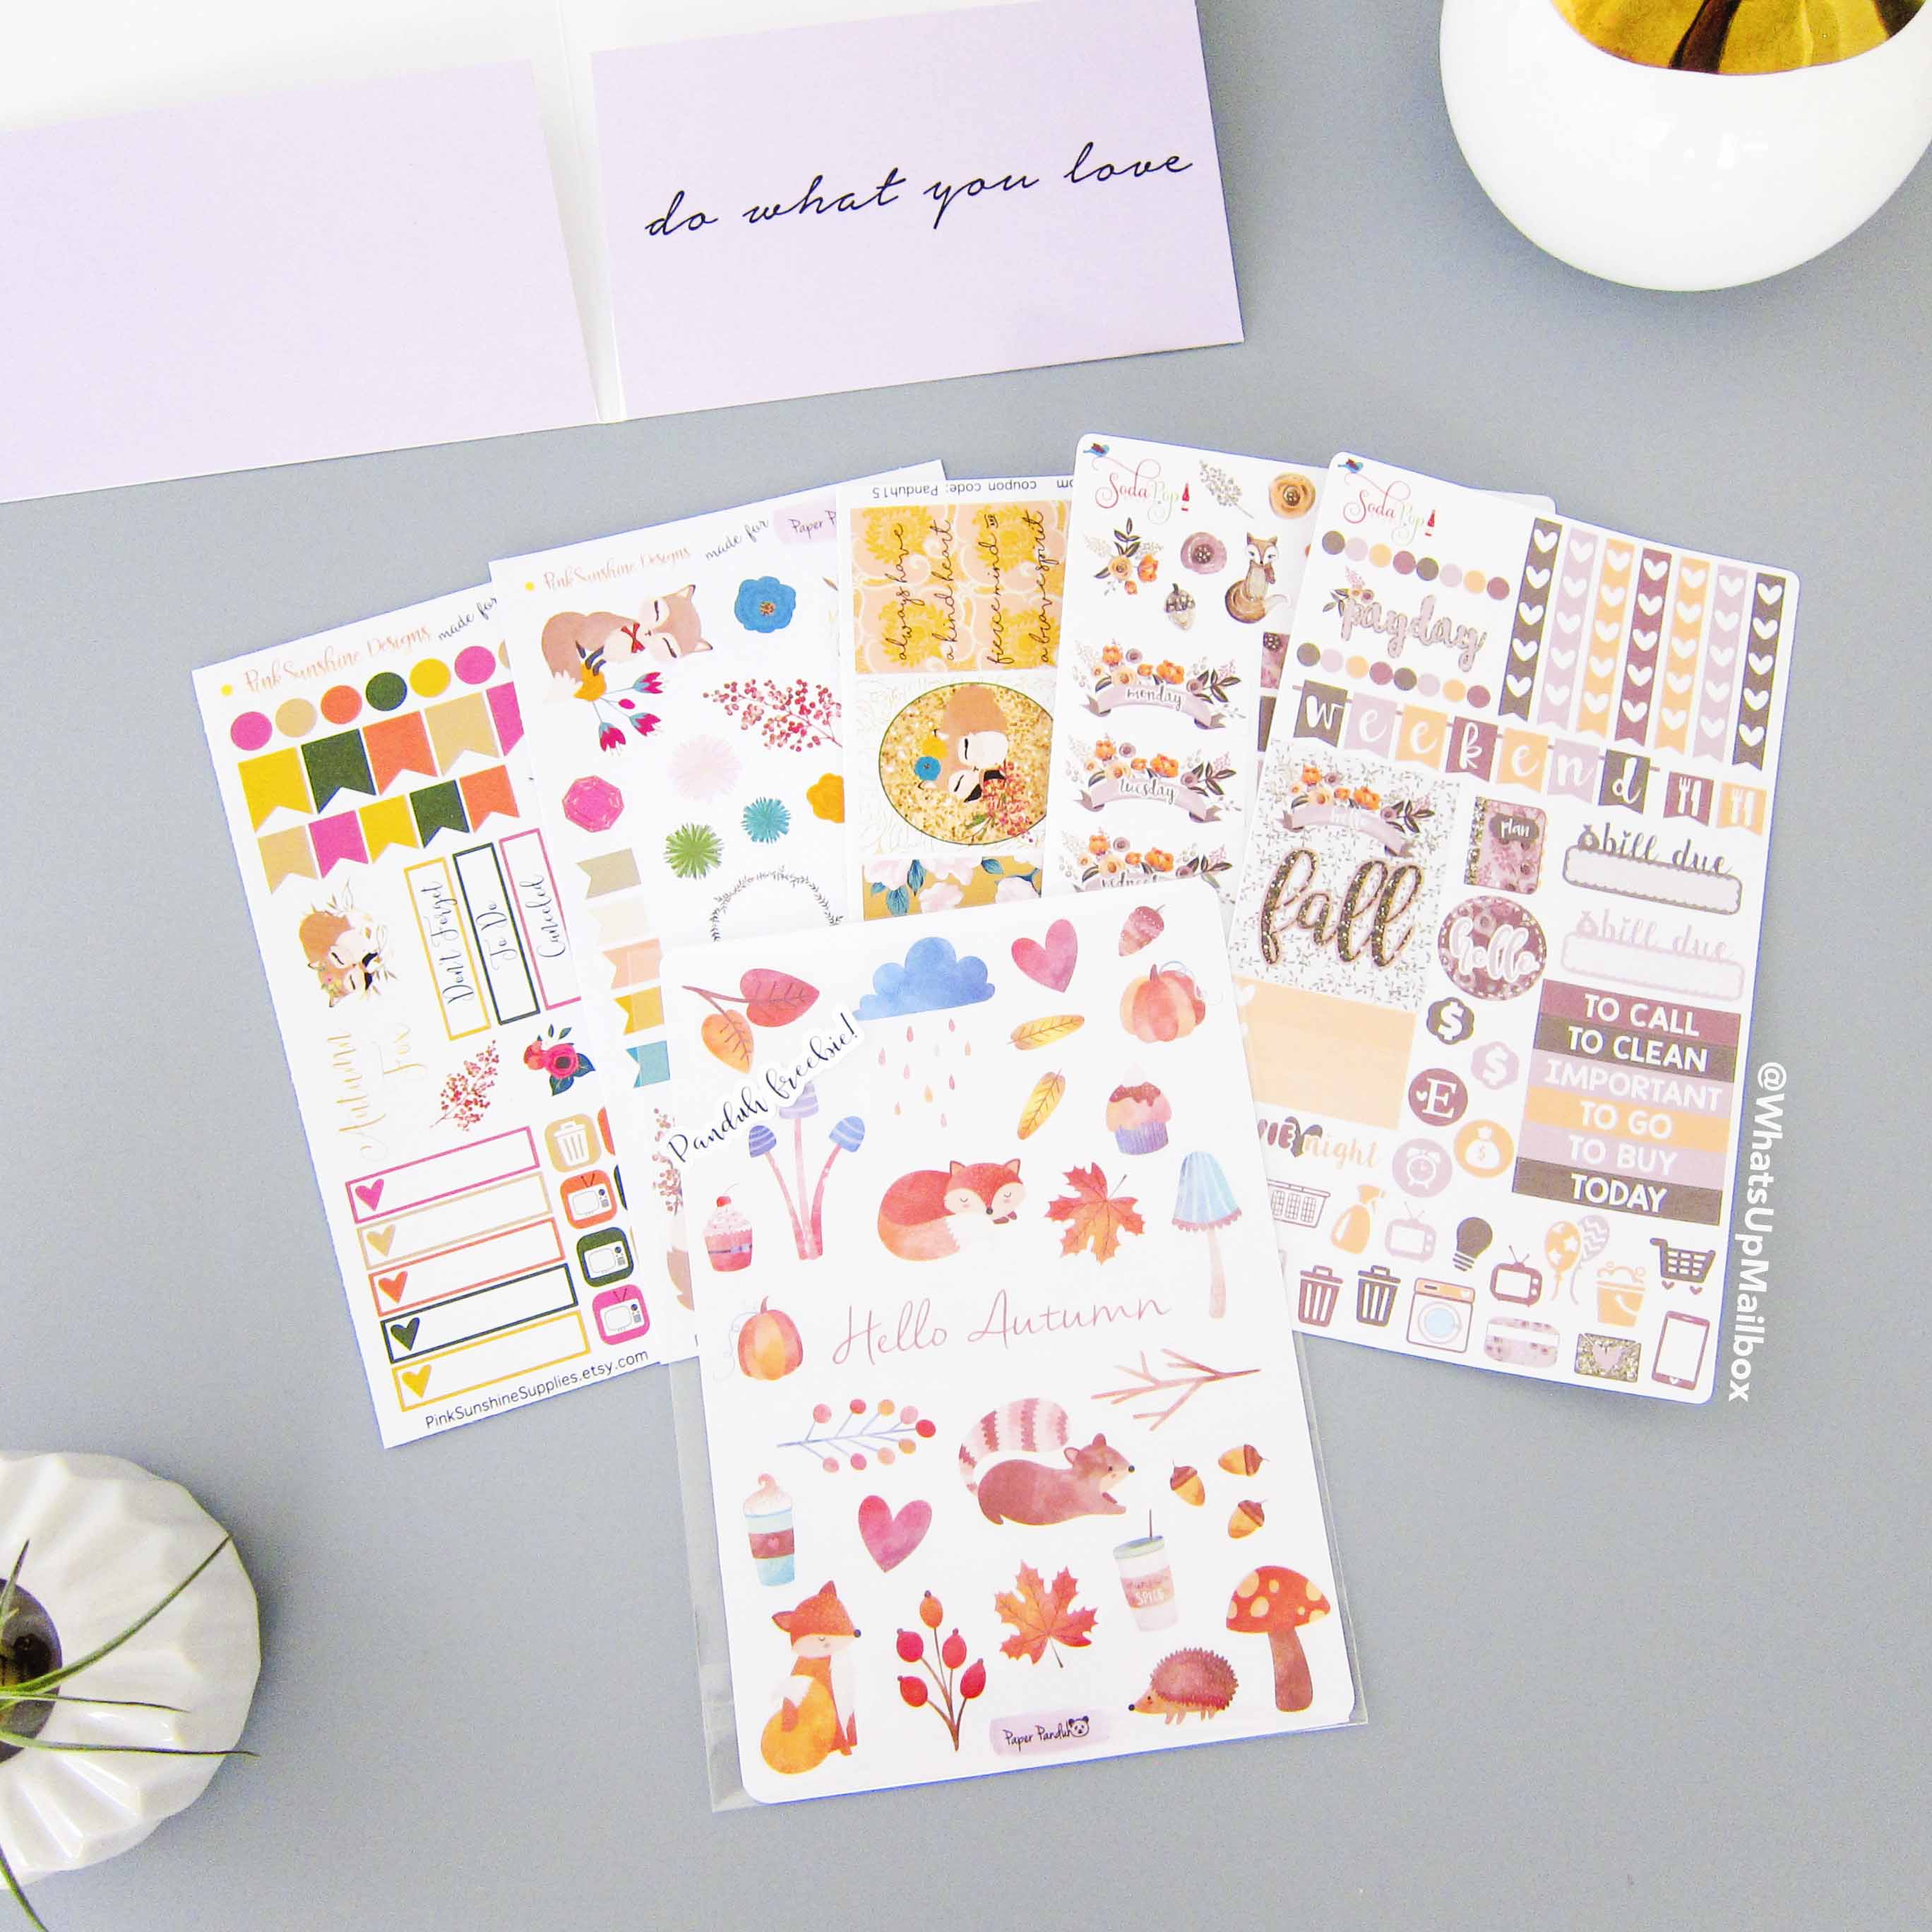 do what you love
Pink Sunshine Designs made for
Don't Forget
To Do
Canceled
Autumn
Fox
PinkSunshineSupplies.etsy.com
Pink Sunshine Designs made for Paper
coupon code: Panduh15
always have
a kind heart
fierce mind &
a brave spirit
Soda Pop!
monday
tuesday
Soda Pop!
payday
weekend
hello
fall
plan
hello
bill due
bill due
TO CALL
TO CLEAN
IMPORTANT
TO GO
TO BUY
TODAY
$
$
E
$
night
Panduh freebie!
Hello Autumn
SPICE
Paper Panduh
@WhatsUpMailbox